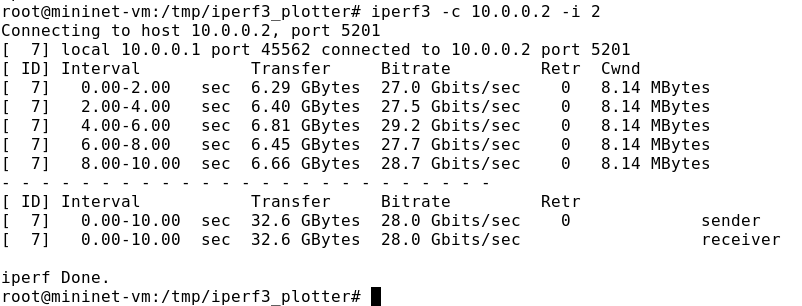 root@mininet-vm:/tmp/iperf3_plotter# iperf3 -c 10.0.0.2 -i 2
Connecting to host 10.0.0.2, port 5201
[  7] local 10.0.0.1 port 45562 connected to 10.0.0.2 port 5201
[ ID] Interval           Transfer     Bitrate         Retr  Cwnd
[  7]   0.00-2.00   sec  6.29 GBytes  27.0 Gbits/sec    0   8.14 MBytes
[  7]   2.00-4.00   sec  6.40 GBytes  27.5 Gbits/sec    0   8.14 MBytes
[  7]   4.00-6.00   sec  6.81 GBytes  29.2 Gbits/sec    0   8.14 MBytes
[  7]   6.00-8.00   sec  6.45 GBytes  27.7 Gbits/sec    0   8.14 MBytes
[  7]   8.00-10.00  sec  6.66 GBytes  28.7 Gbits/sec    0   8.14 MBytes
- - - - - - - - - - - - - - - - - - - - - - - - -
[ ID] Interval           Transfer     Bitrate         Retr
[  7]   0.00-10.00  sec  32.6 GBytes  28.0 Gbits/sec    0             sender
[  7]   0.00-10.00  sec  32.6 GBytes  28.0 Gbits/sec                  receiver

iperf Done.
root@mininet-vm:/tmp/iperf3_plotter#